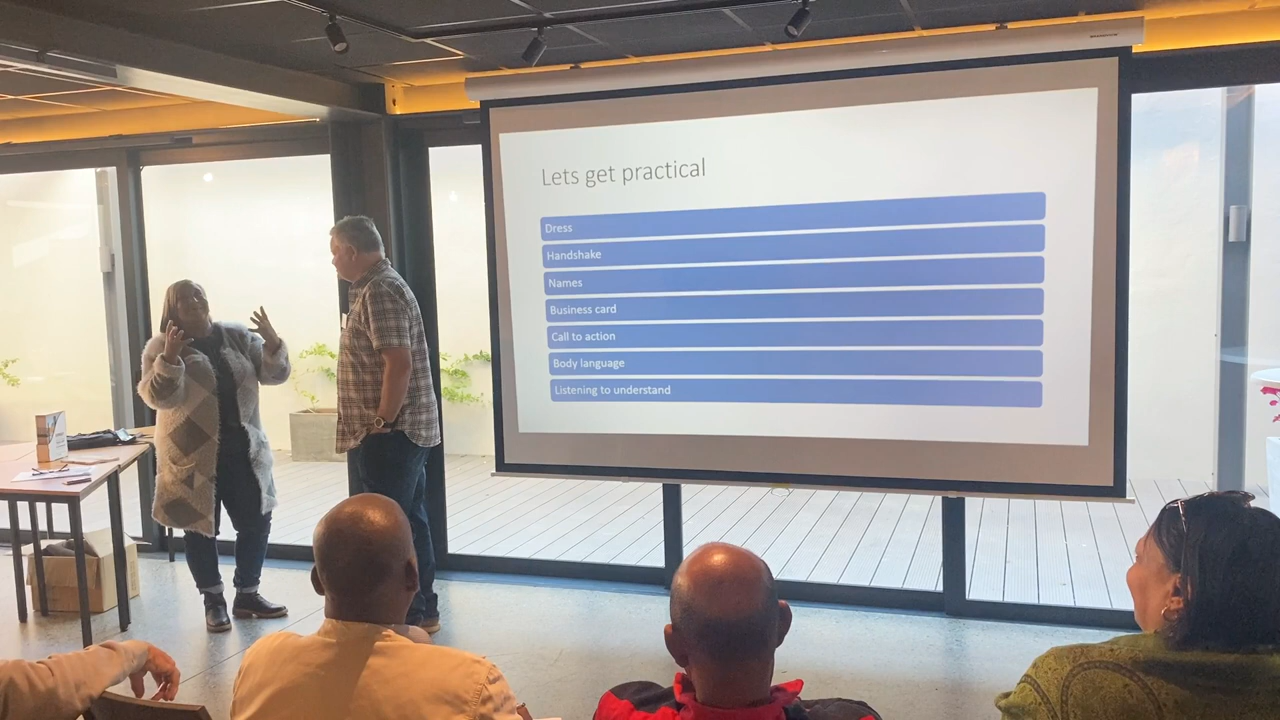 Lets get practical
Dress
Handshake
Names
Business card
Call to action
Body language
Listening to understand